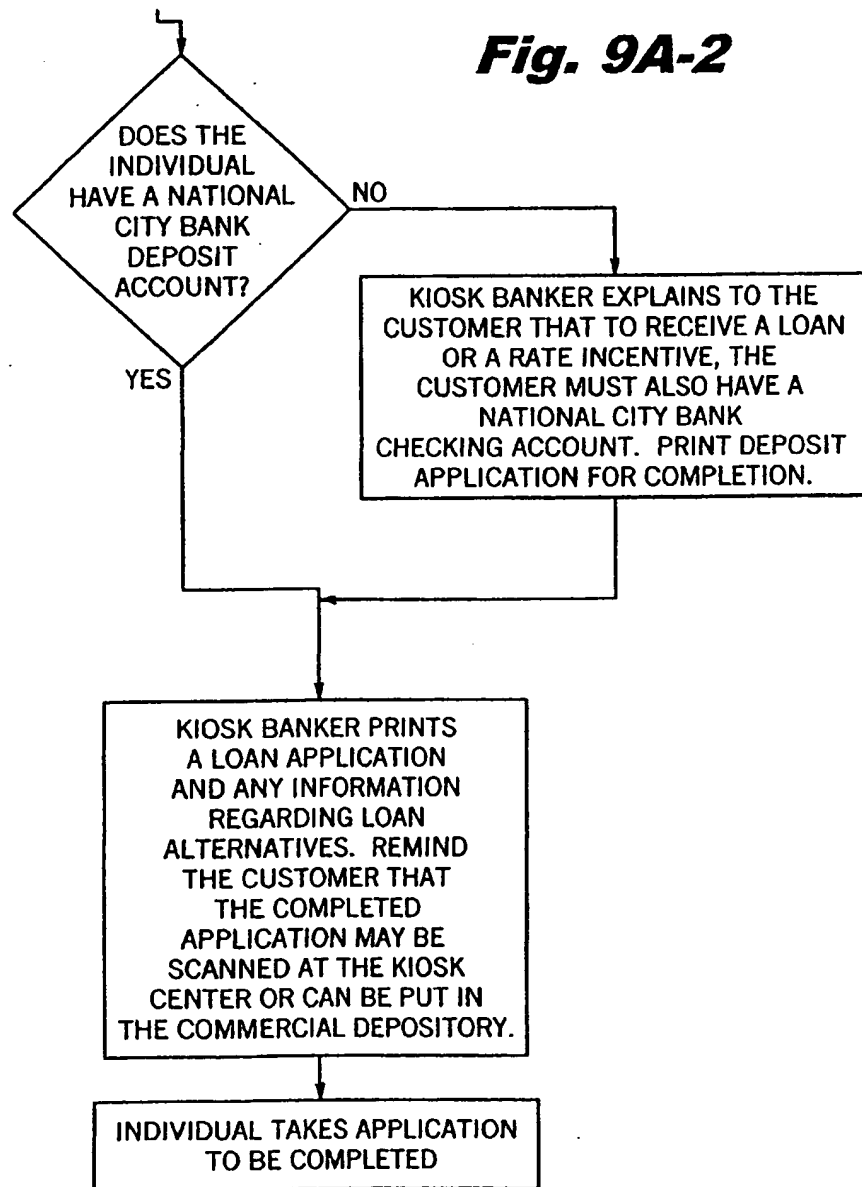 Fig. 9A-2
DOES THE
INDIVIDUAL
HAVE A NATIONAL
CITY BANK
DEPOSIT
ACCOUNT?
NO
YES
KIOSK BANKER EXPLAINS TO THE
CUSTOMER THAT TO RECEIVE A LOAN
OR A RATE INCENTIVE, THE
CUSTOMER MUST ALSO HAVE A
NATIONAL CITY BANK
CHECKING ACCOUNT. PRINT DEPOSIT
APPLICATION FOR COMPLETION.
KIOSK BANKER PRINTS
A LOAN APPLICATION
AND ANY INFORMATION
REGARDING LOAN
ALTERNATIVES. REMIND
THE CUSTOMER THAT
THE COMPLETED
APPLICATION MAY BE
SCANNED AT THE KIOSK
CENTER OR CAN BE PUT IN
THE COMMERCIAL DEPOSITORY.
INDIVIDUAL TAKES APPLICATION
TO BE COMPLETED